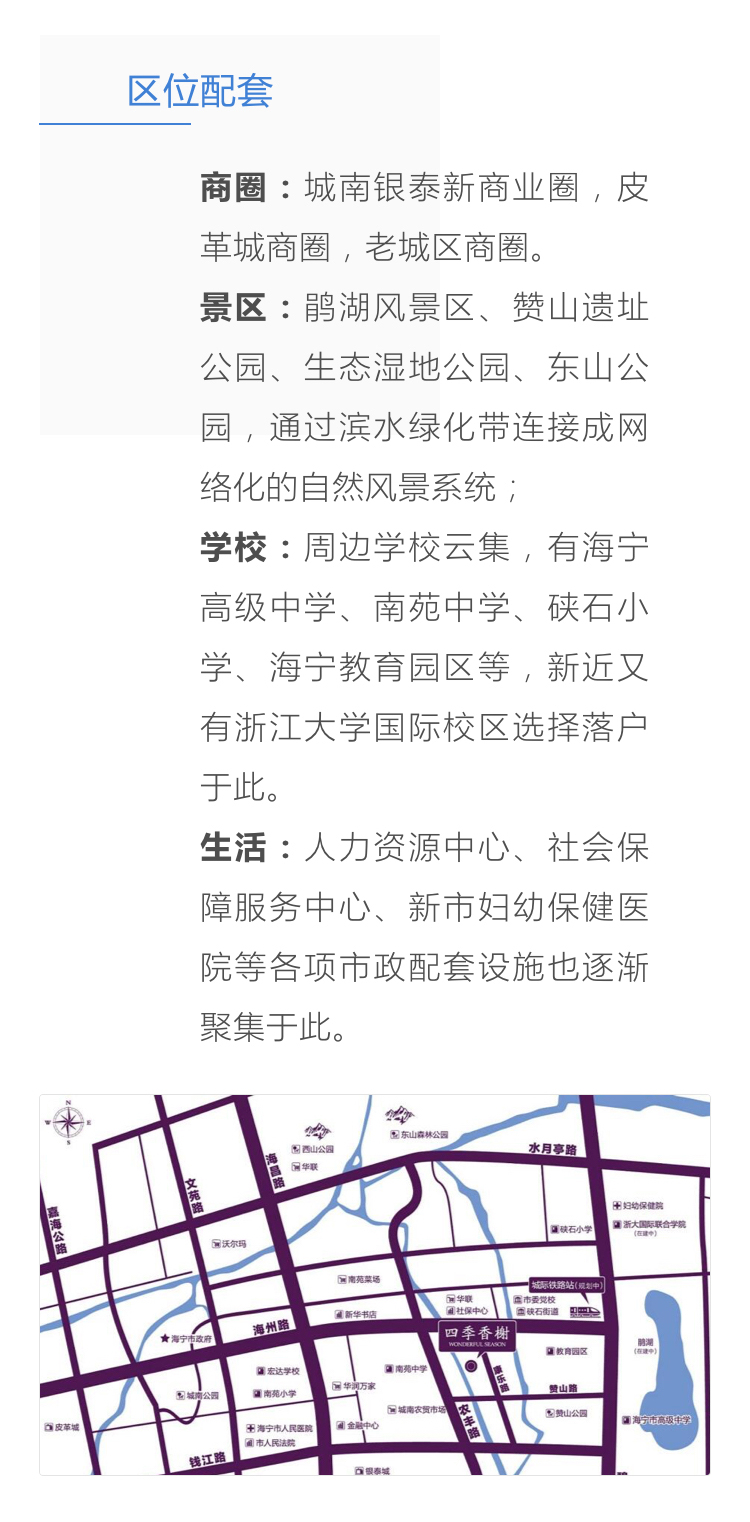 区位配套
商圈：城南银泰新商业圈，皮
革城商圈，老城区商圈。
景区：鹃湖风景区、赞山遗址
公园、生态湿地公园、东山公
园，通过滨水绿化带连接成网
络化的自然风景系统；
学校：周边学校云集，有海宁
高级中学、南苑中学、硖石小
学、海宁教育园区等，新近又
有浙江大学国际校区选择落户
于此。
生活：人力资源中心、社会保
障服务中心、新市妇幼保健医
院等各项市政配套设施也逐渐
聚集于此。
N
W
E
S
西山公园
华联
东山森林公园
水月亭路
海昌路
文苑路
嘉海公路
妇幼保健院
浙大国际联合学院
(在建中)
硖石小学
沃尔玛
南苑菜场
城际铁路站(规划中)
华联
社保中心
市委党校
硖石街道
新华书店
海州路
海宁市政府
四季香榭
WONDERFUL SEASON
鹃湖
(在建中)
教育园区
宏达学校
南苑中学
康乐路
赞山路
城南公园
南苑小学
华润万家
城南农贸市场
农丰路
赞山公园
海宁市高级中学
皮革城
海宁市人民医院
市人民法院
金融中心
钱江路
银泰城